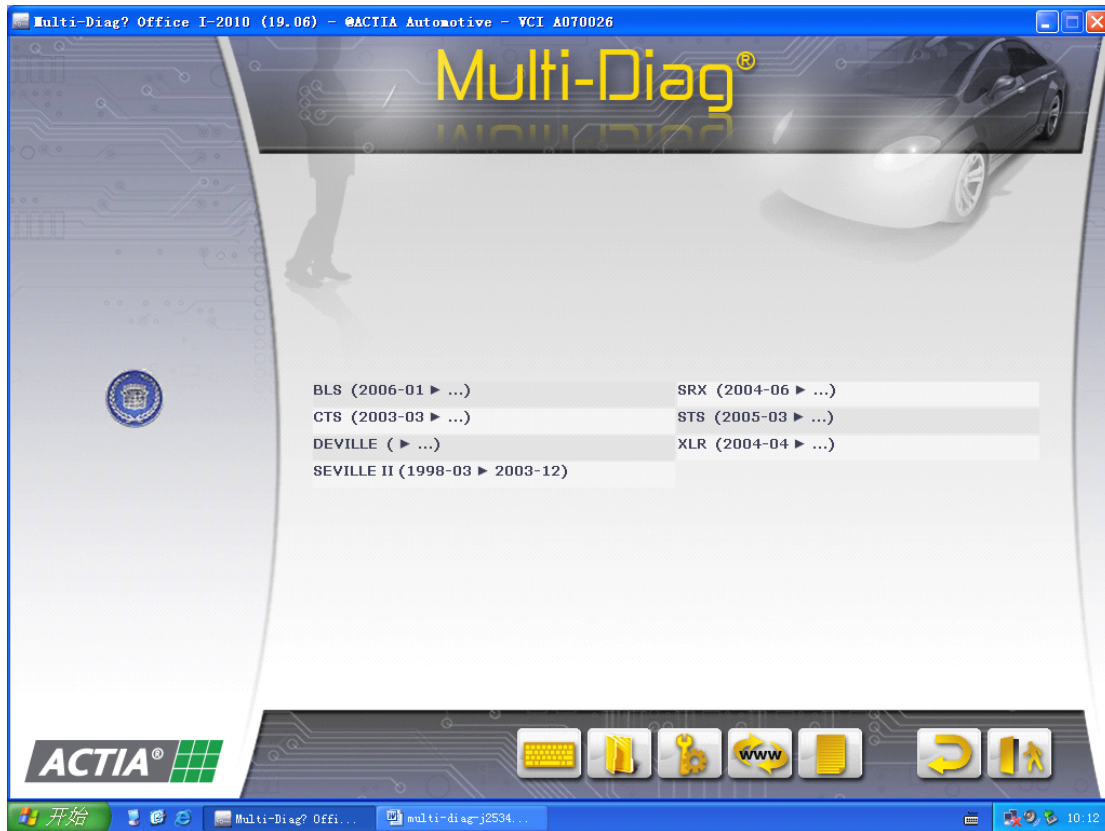 Multi-Diag? Office I-2010 (19.06) - @ACTIA Automotive - VCI A070026
Multi-Diag®
BLS (2006-01 ► ...)
SRX (2004-06 ► ...)
CTS (2003-03 ► ...)
STS (2005-03 ► ...)
DEVILLE ( ► ...)
XLR (2004-04 ► ...)
SEVILLE II (1998-03 ► 2003-12)
ACTIA®
www
开始
Multi-Diag? Offi...
multi-diag-j2534...
10:12